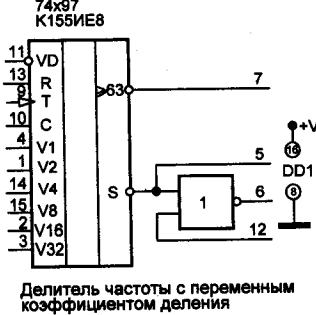 74x97
К155ИЕ8
11 VD
13 R
9 T
10 C
4 V1
1 V2
14 V4
15 V8
2 V16
3 V32
>63 7
S
5
1 6
12
+V
16
DD1
8
Делитель частоты с переменным
коэффициентом деления